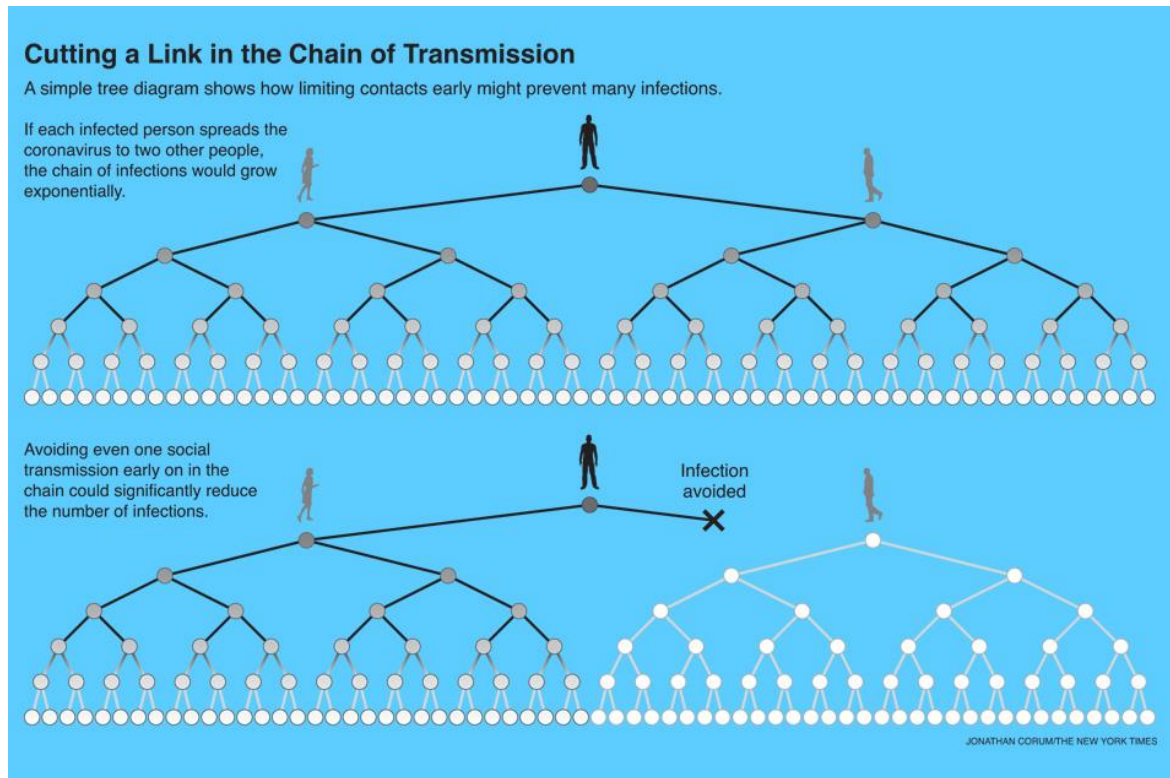 Cutting a Link in the Chain of Transmission
A simple tree diagram shows how limiting contacts early might prevent many infections.
If each infected person spreads the
coronavirus to two other people,
the chain of infections would grow
exponentially.
Avoiding even one social
transmission early on in the
chain could significantly reduce
the number of infections.
Infection
avoided
JONATHAN CORUM/THE NEW YORK TIMES